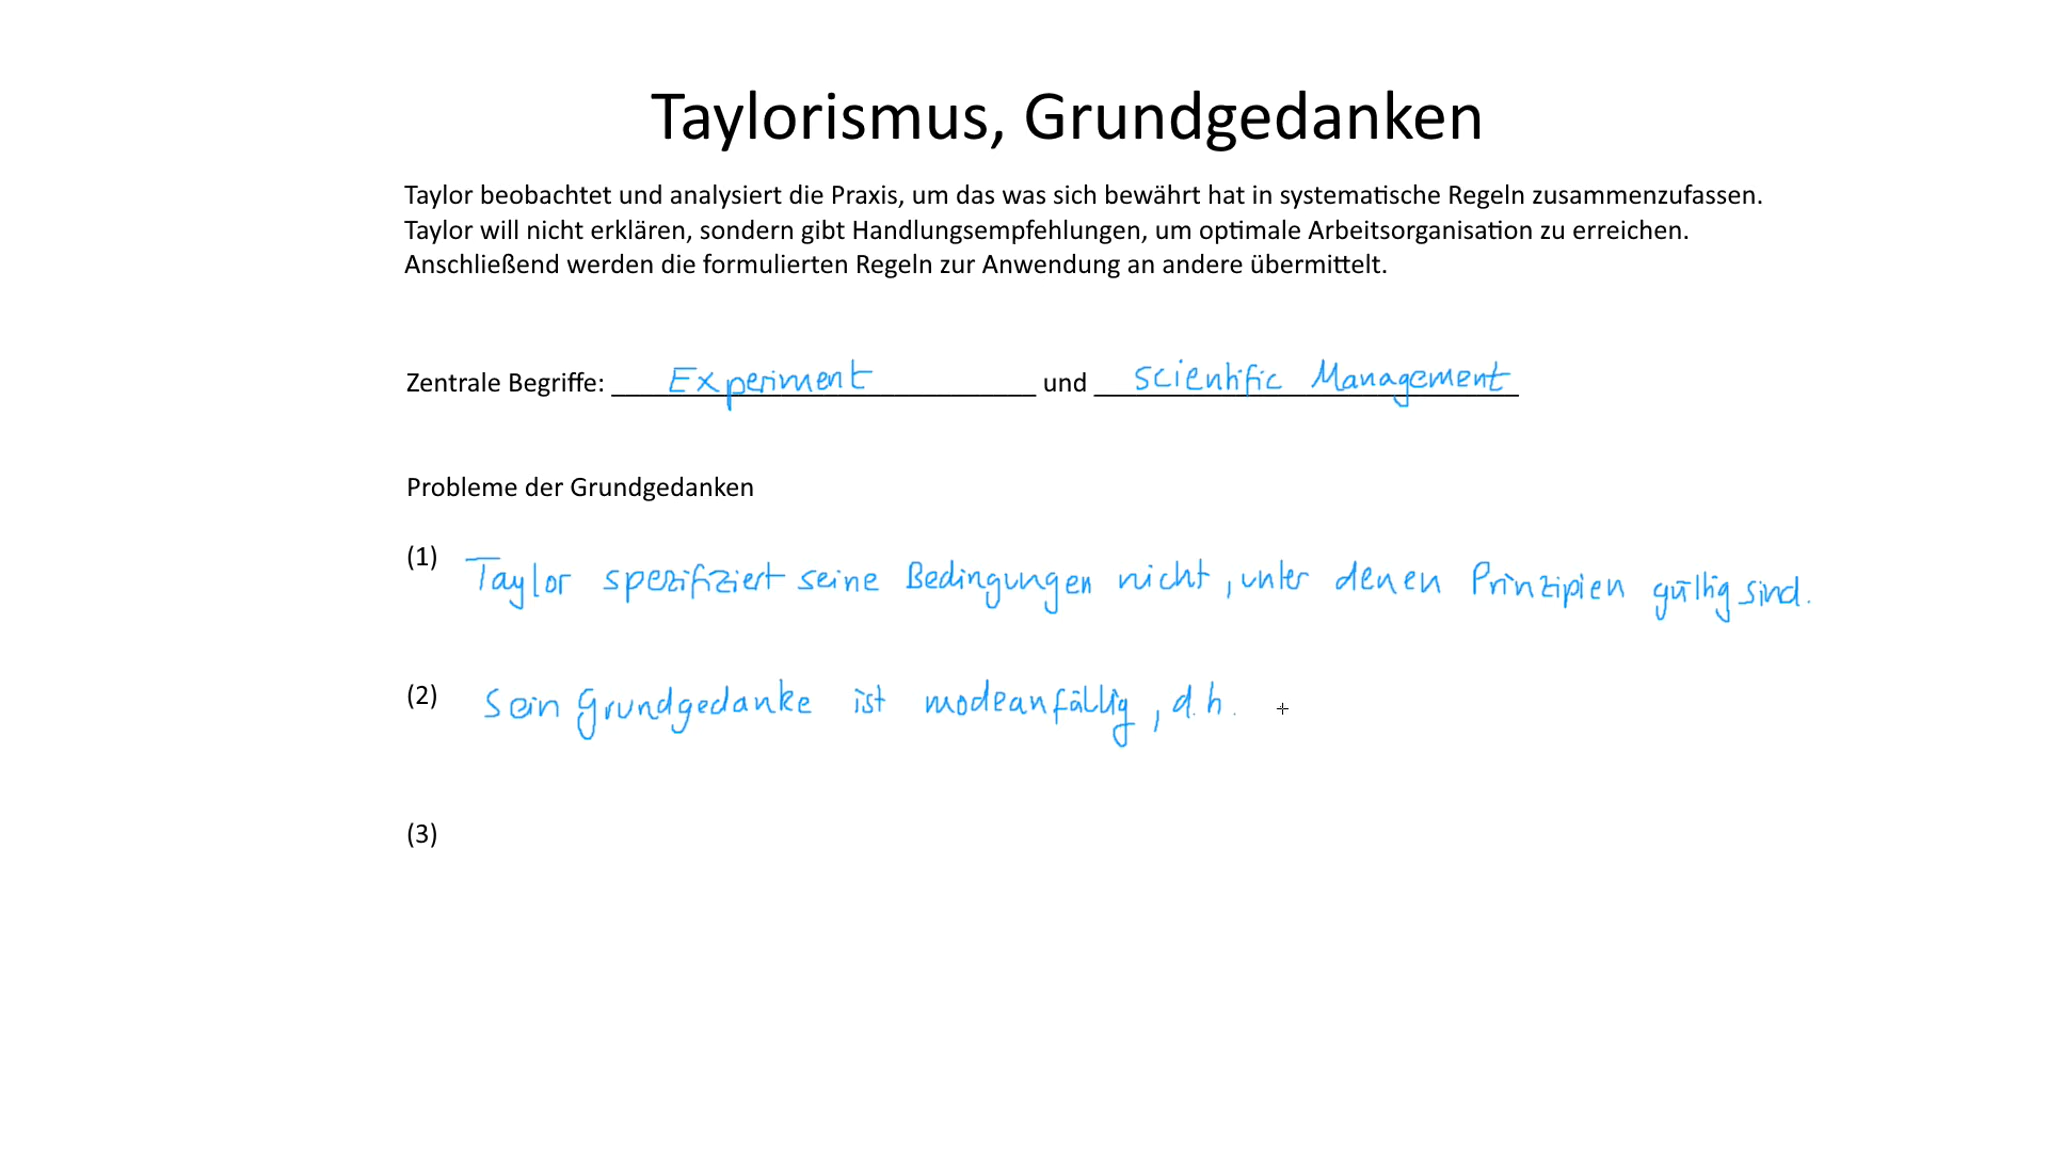 Taylorismus, Grundgedanken
Taylor beobachtet und analysiert die Praxis, um das was sich bewährt hat in systematische Regeln zusammenzufassen.
Taylor will nicht erklären, sondern gibt Handlungsempfehlungen, um optimale Arbeitsorganisation zu erreichen.
Anschließend werden die formulierten Regeln zur Anwendung an andere übermittelt.
Zentrale Begriffe: Experiment und Scientific Management
Probleme der Grundgedanken
(1) Taylor spezifiziert seine Bedingungen nicht, unter denen Prinzipien gültig sind.
(2) Sein Grundgedanke ist modeanfällig, d.h.
(3)